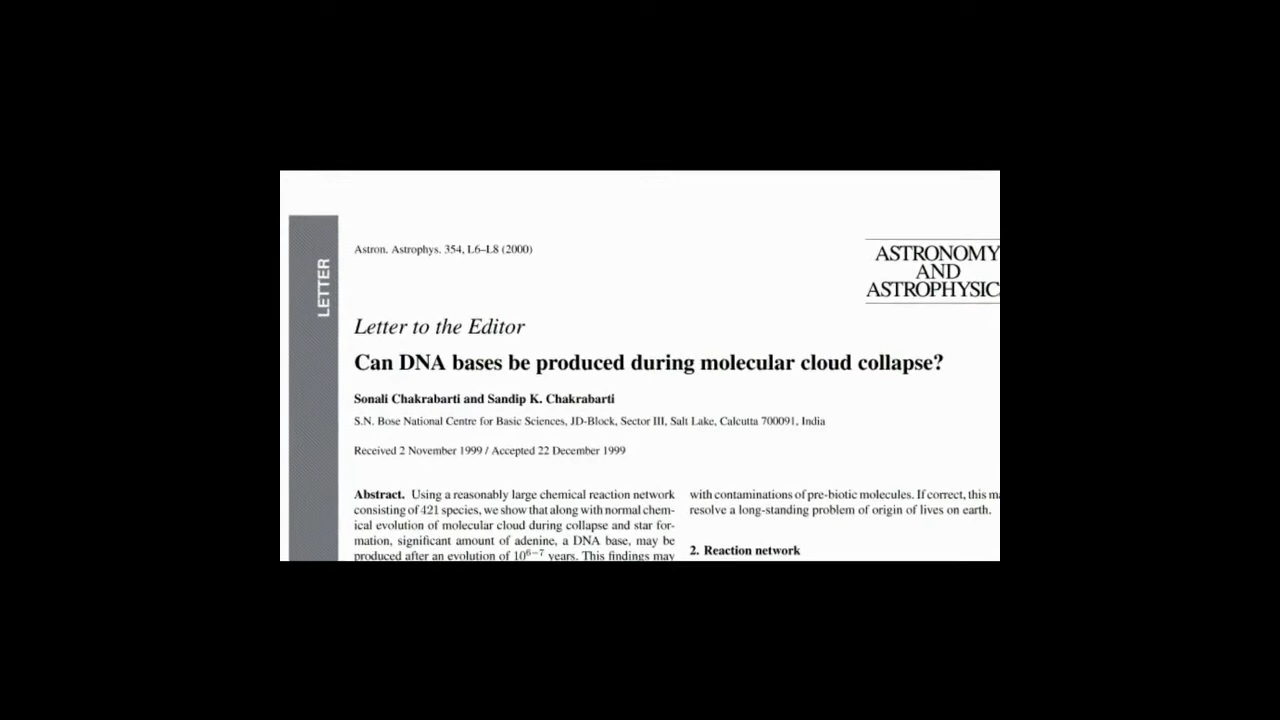 LETTER
Astron. Astrophys. 354, L6–L8 (2000)
ASTRONOMY
AND
ASTROPHYSIC
Letter to the Editor
Can DNA bases be produced during molecular cloud collapse?
Sonali Chakrabarti and Sandip K. Chakrabarti
S.N. Bose National Centre for Basic Sciences, JD-Block, Sector III, Salt Lake, Calcutta 700091, India
Received 2 November 1999 / Accepted 22 December 1999
Abstract. Using a reasonably large chemical reaction network
consisting of 421 species, we show that along with normal chem-
ical evolution of molecular cloud during collapse and star for-
mation, significant amount of adenine, a DNA base, may be
produced after an evolution of 10⁶⁻⁷ years. This findings may
with contaminations of pre-biotic molecules. If correct, this ma
resolve a long-standing problem of origin of lives on earth.
2. Reaction network